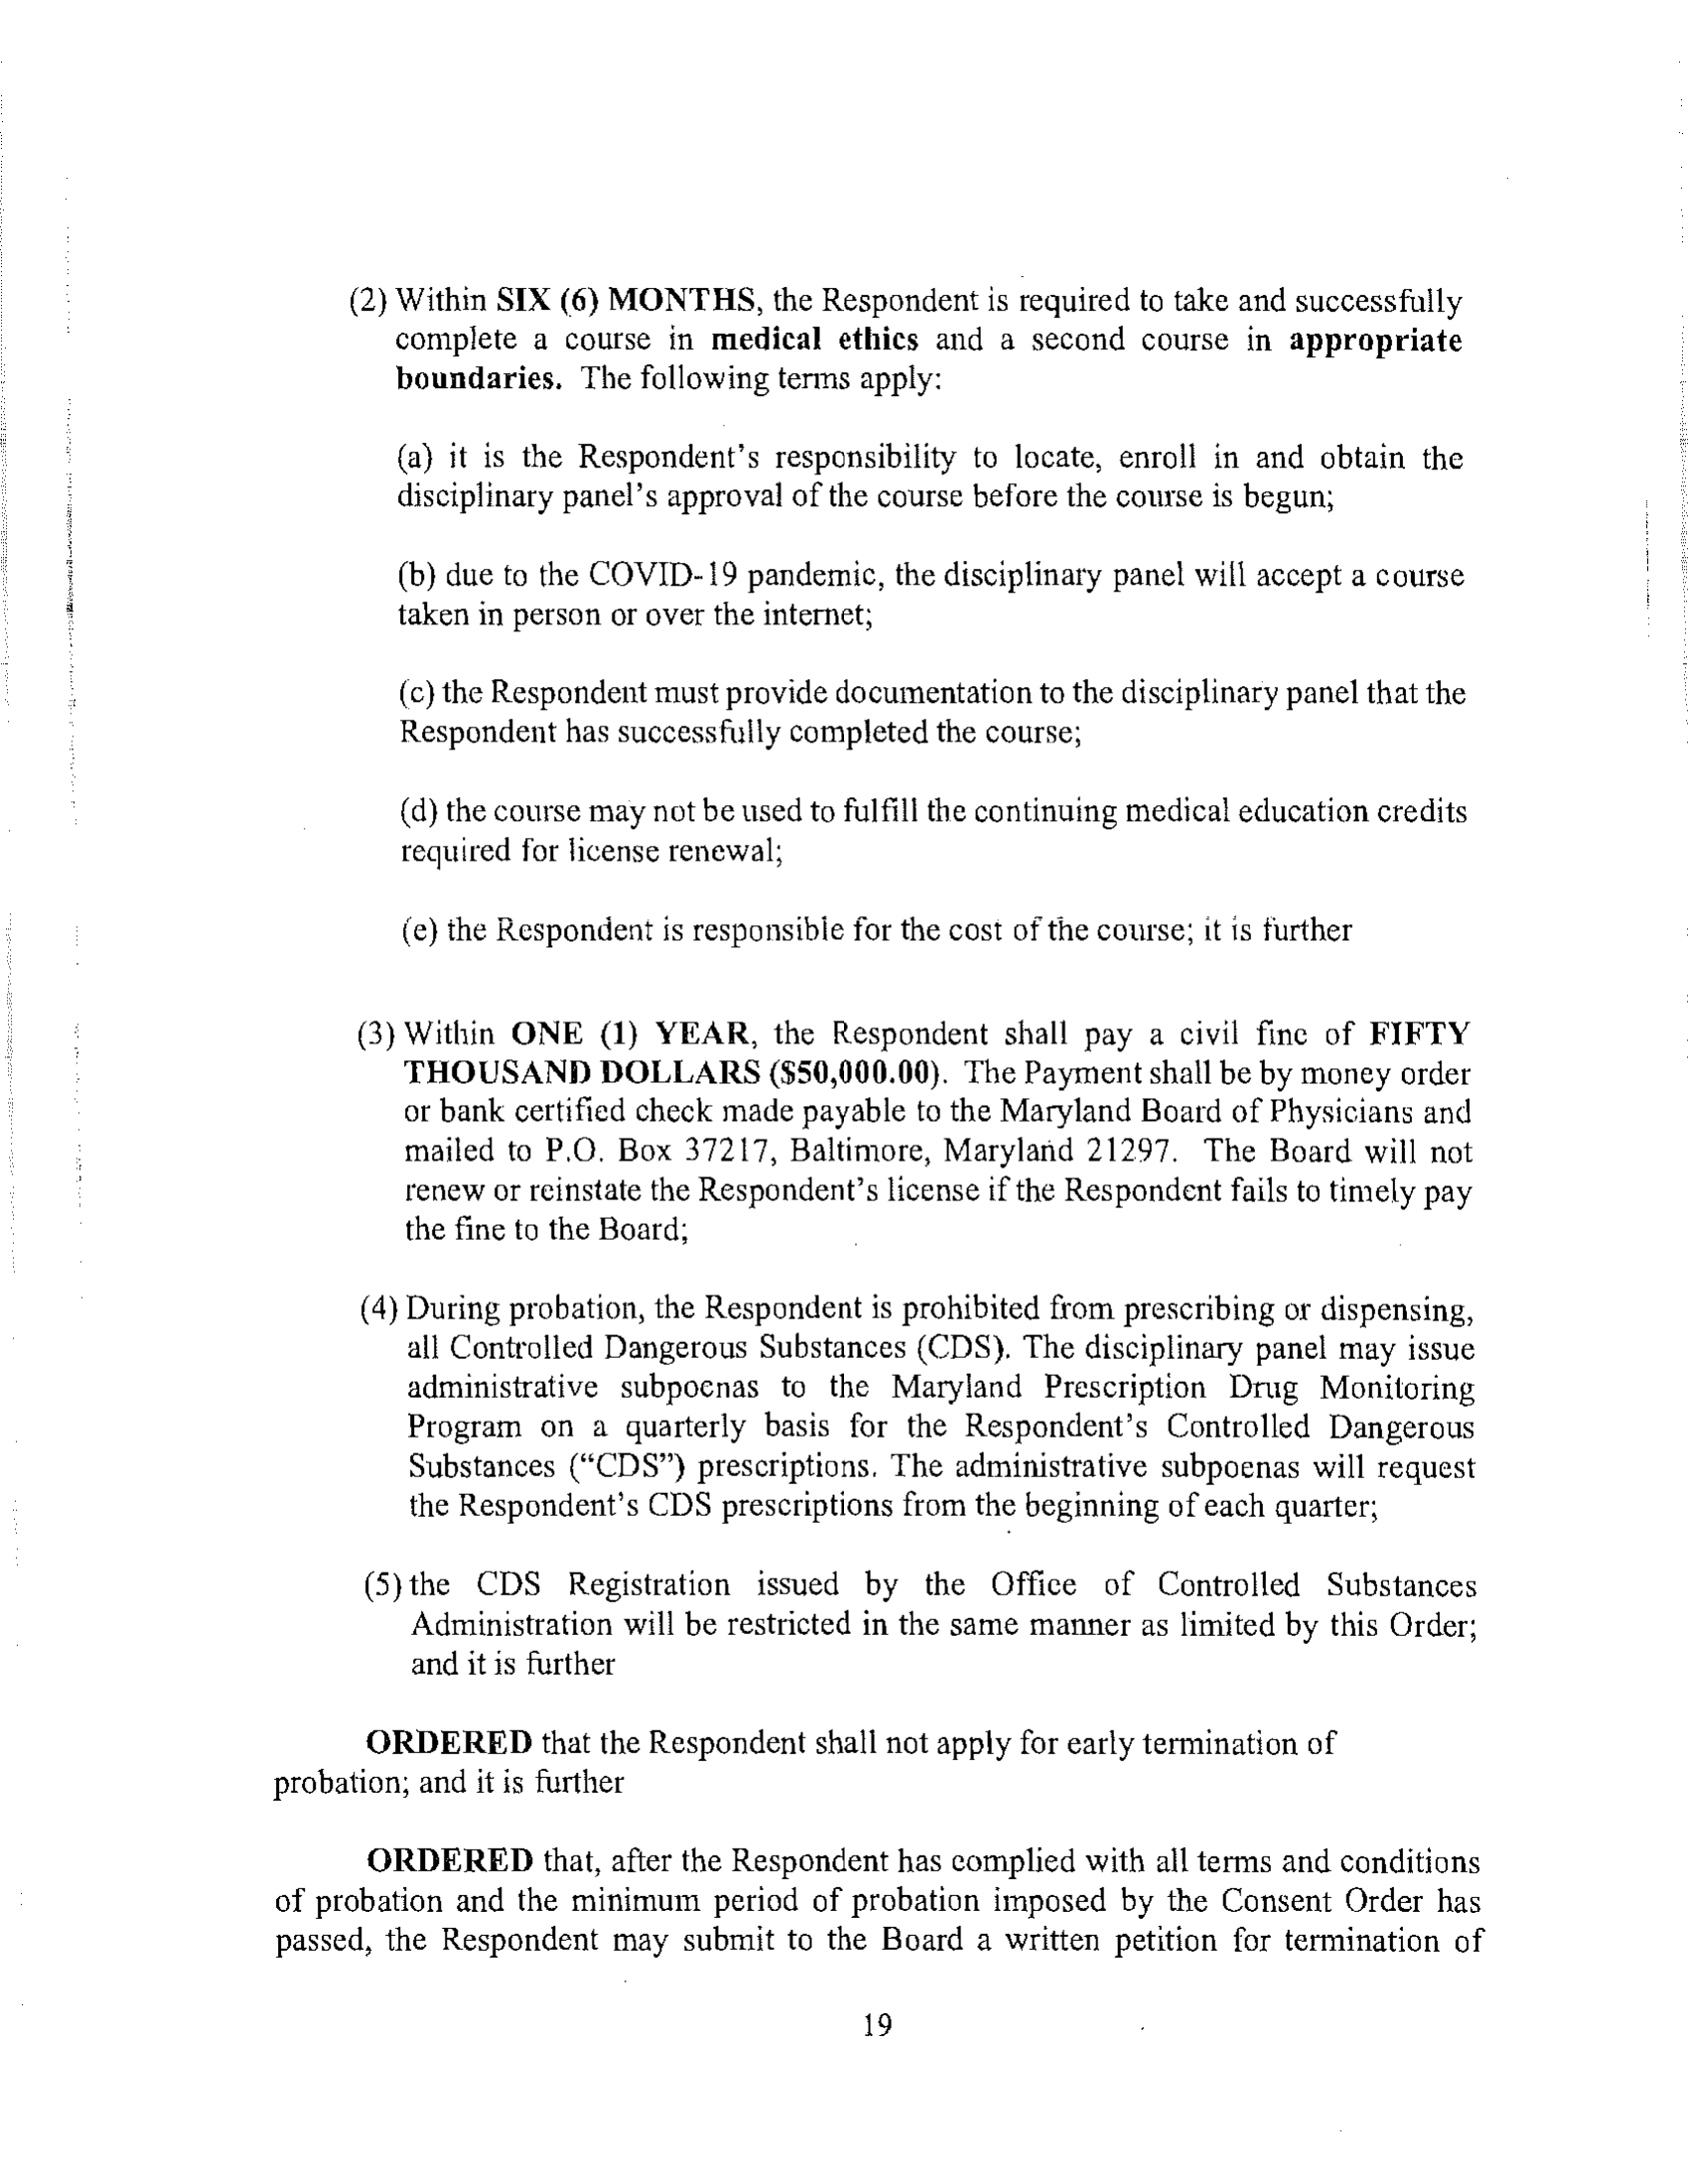 (2) Within SIX (6) MONTHS, the Respondent is required to take and successfully
complete a course in medical ethics and a second course in appropriate
boundaries. The following terms apply:
(a) it is the Respondent's responsibility to locate, enroll in and obtain the
disciplinary panel's approval of the course before the course is begun;
(b) due to the COVID-19 pandemic, the disciplinary panel will accept a course
taken in person or over the internet;
(c) the Respondent must provide documentation to the disciplinary panel that the
Respondent has successfully completed the course;
(d) the course may not be used to fulfill the continuing medical education credits
required for license renewal;
(e) the Respondent is responsible for the cost of the course; it is further
(3) Within ONE (1) YEAR, the Respondent shall pay a civil fine of FIFTY
THOUSAND DOLLARS ($50,000.00). The Payment shall be by money order
or bank certified check made payable to the Maryland Board of Physicians and
mailed to P.O. Box 37217, Baltimore, Maryland 21297. The Board will not
renew or reinstate the Respondent's license if the Respondent fails to timely pay
the fine to the Board;
(4) During probation, the Respondent is prohibited from prescribing or dispensing,
all Controlled Dangerous Substances (CDS). The disciplinary panel may issue
administrative subpoenas to the Maryland Prescription Drug Monitoring
Program on a quarterly basis for the Respondent's Controlled Dangerous
Substances ("CDS") prescriptions. The administrative subpoenas will request
the Respondent's CDS prescriptions from the beginning of each quarter;
(5) the CDS Registration issued by the Office of Controlled Substances
Administration will be restricted in the same manner as limited by this Order;
and it is further
ORDERED that the Respondent shall not apply for early termination of
probation; and it is further
ORDERED that, after the Respondent has complied with all terms and conditions
of probation and the minimum period of probation imposed by the Consent Order has
passed, the Respondent may submit to the Board a written petition for termination of
19